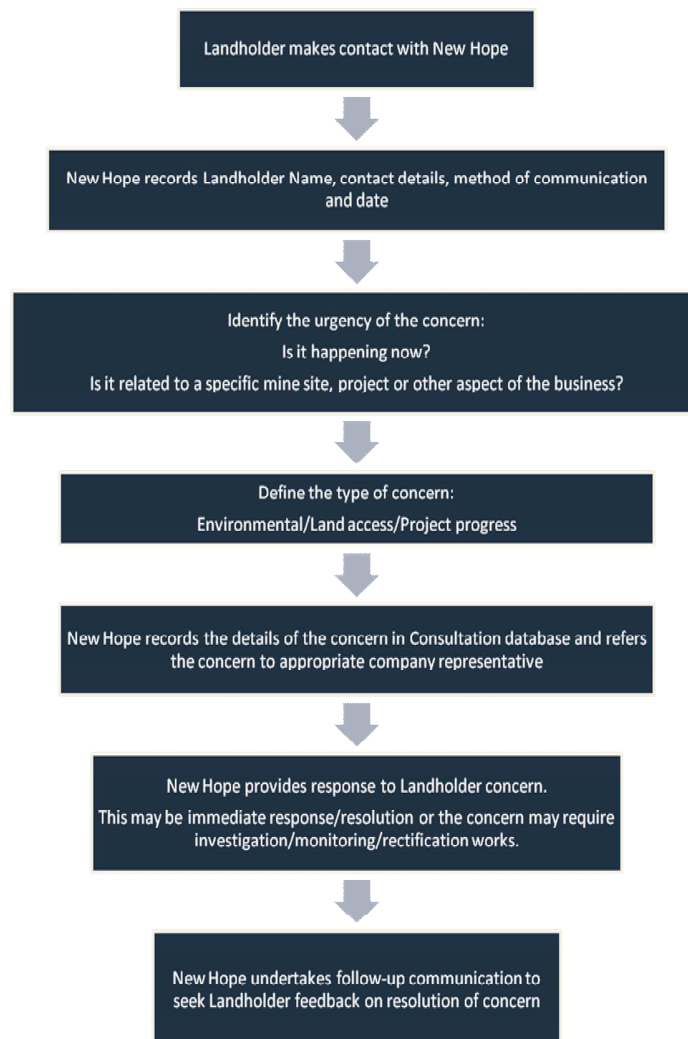 Landholder makes contact with New Hope
New Hope records Landholder Name, contact details, method of communication
and date
Identify the urgency of the concern:
Is it happening now?
Is it related to a specific mine site, project or other aspect of the business?
Define the type of concern:
Environmental/Land access/Project progress
New Hope records the details of the concern in Consultation database and refers
the concern to appropriate company representative
New Hope provides response to Landholder concern.
This may be immediate response/resolution or the concern may require
investigation/monitoring/rectification works.
New Hope undertakes follow-up communication to
seek Landholder feedback on resolution of concern